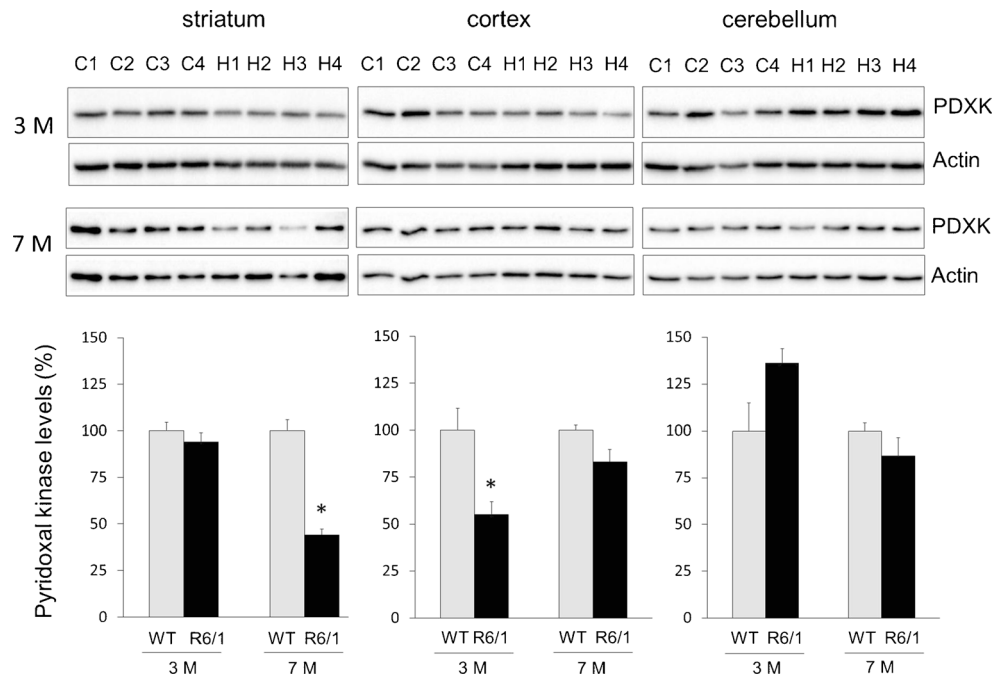 striatum cortex cerebellum
C1 C2 C3 C4 H1 H2 H3 H4 C1 C2 C3 C4 H1 H2 H3 H4 C1 C2 C3 C4 H1 H2 H3 H4
PDXK
3 M
Actin
PDXK
7 M
Actin
Pyridoxal kinase levels (%)
150 150 150
125 125 125
100 100 100
75 75 75
* *
50 50 50
25 25 25
0 0 0
WT R6/1 WT R6/1 WT R6/1 WT R6/1 WT R6/1 WT R6/1
3 M 7 M 3 M 7 M 3 M 7 M